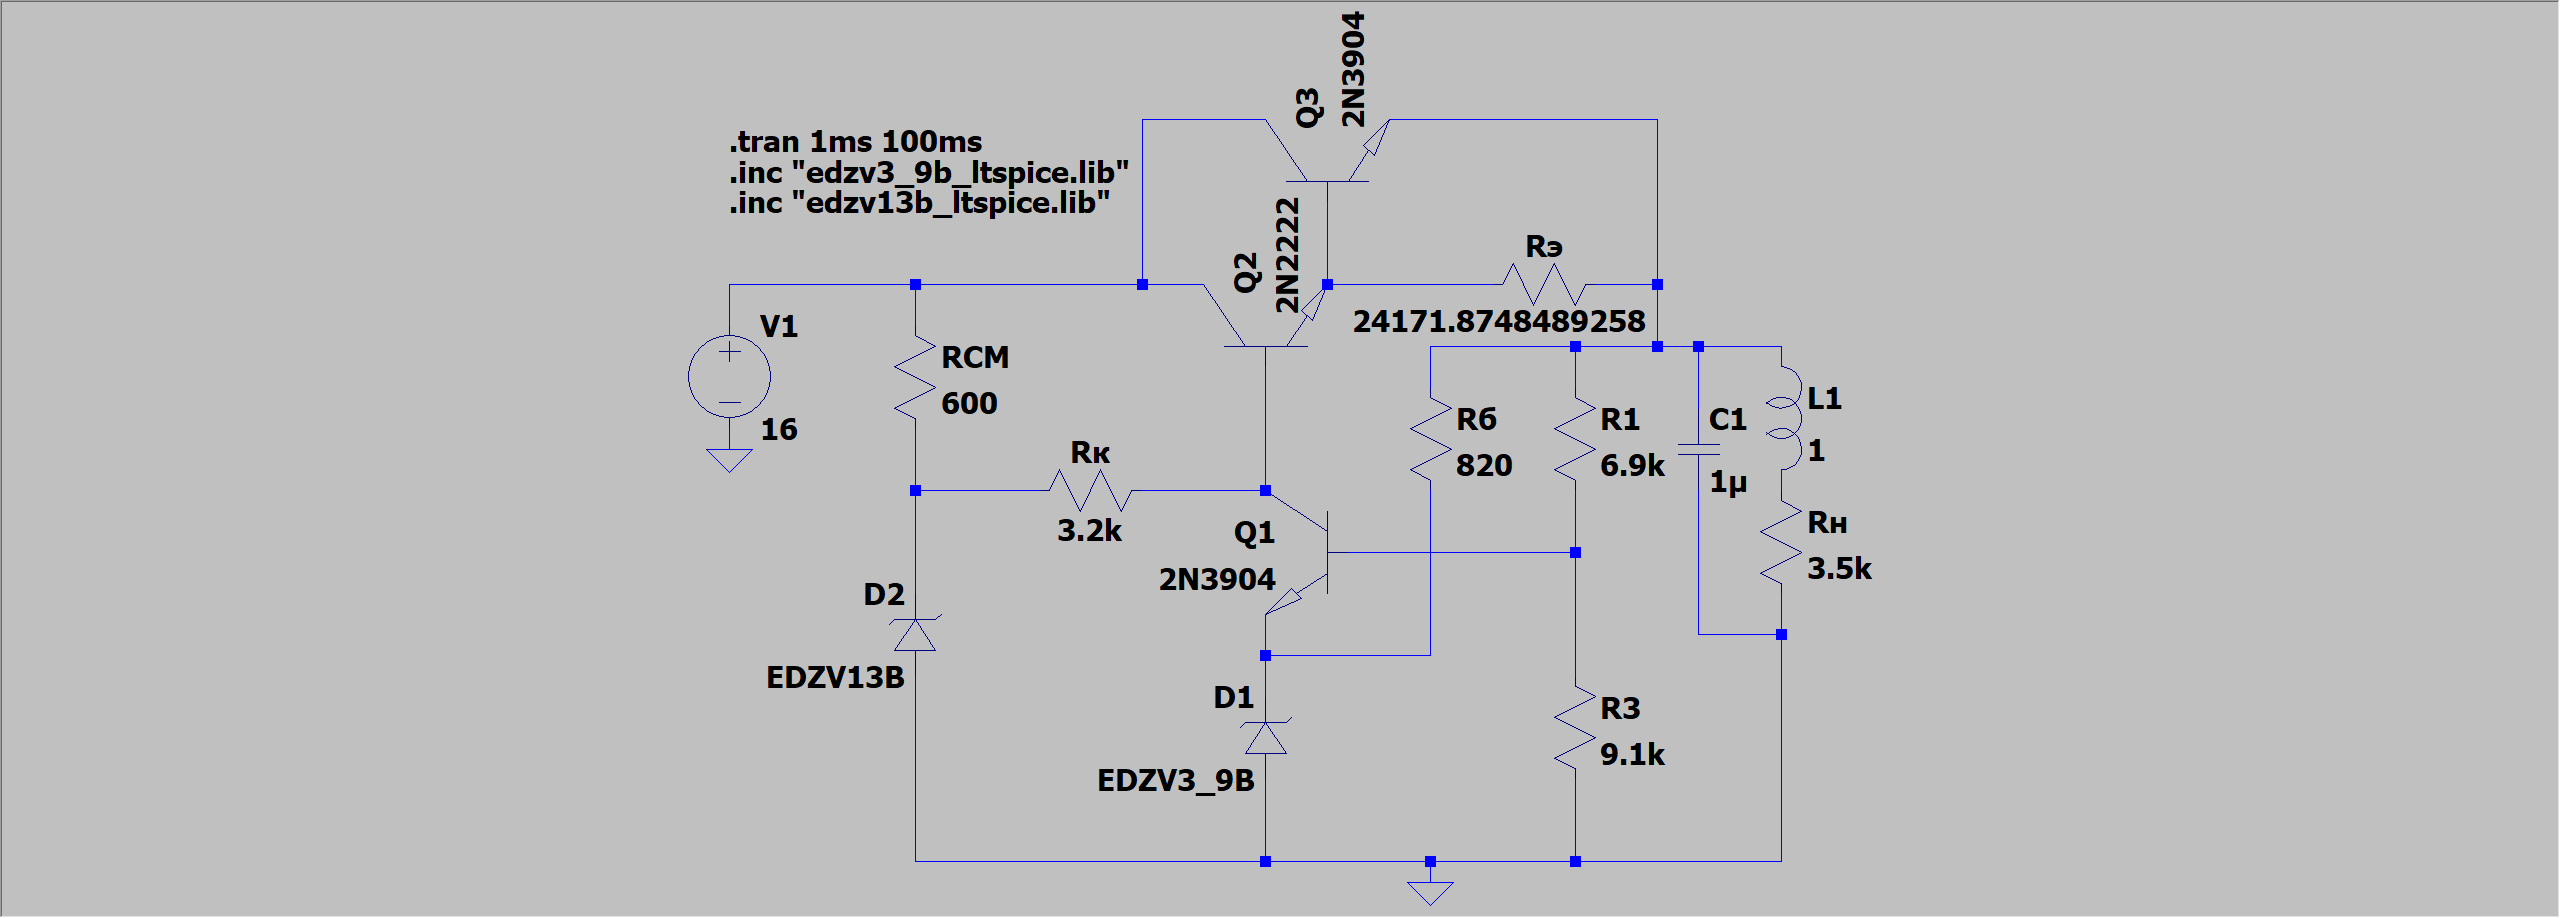 .tran 1ms 100ms
.inc "edzv3_9b_ltspice.lib"
.inc "edzv13b_ltspice.lib"
Q3
2N3904
Q2
2N2222
Rэ
24171.8748489258
V1
16
RCM
600
Rк
3.2k
Q1
2N3904
Rб
820
R1
6.9k
C1
1µ
L1
1
Rн
3.5k
D2
EDZV13B
D1
EDZV3_9B
R3
9.1k